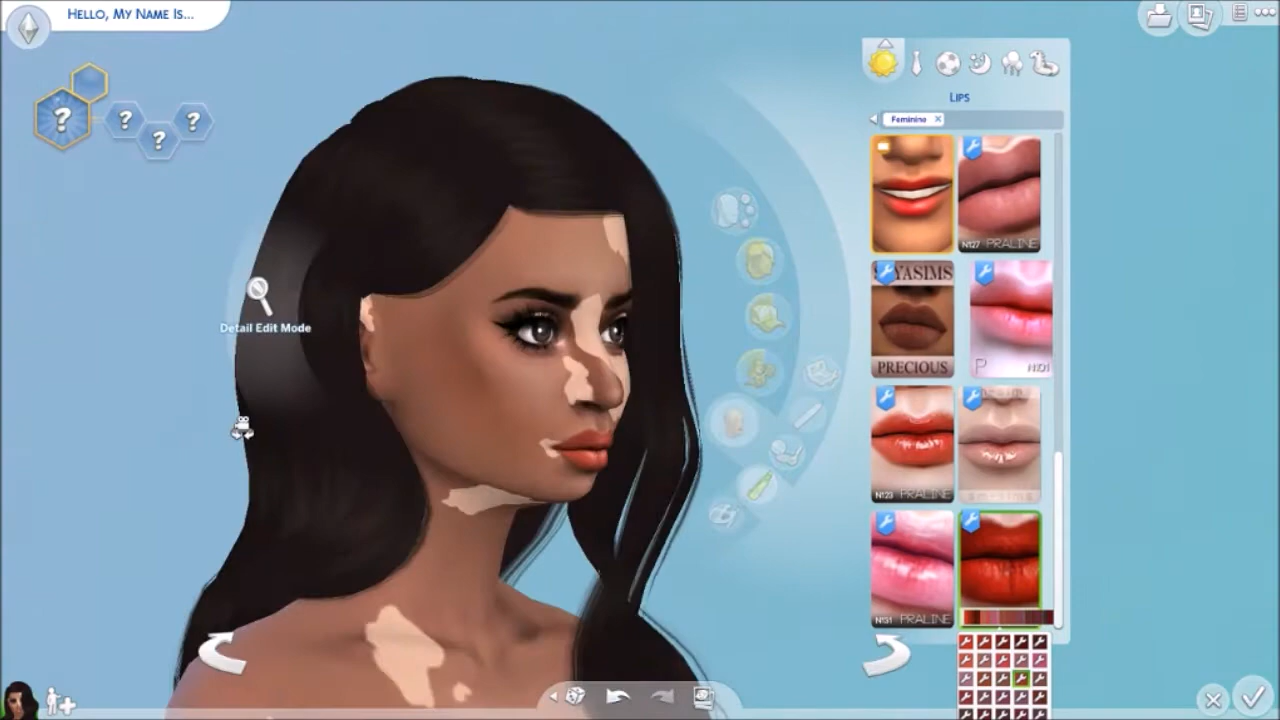 Hello, My Name Is...
?
?
?
?
Lips
Feminine
N127 PRALINE
YASIMS
PRECIOUS
P N101
Detail Edit Mode
N123 PRALINE
N131 PRALINE